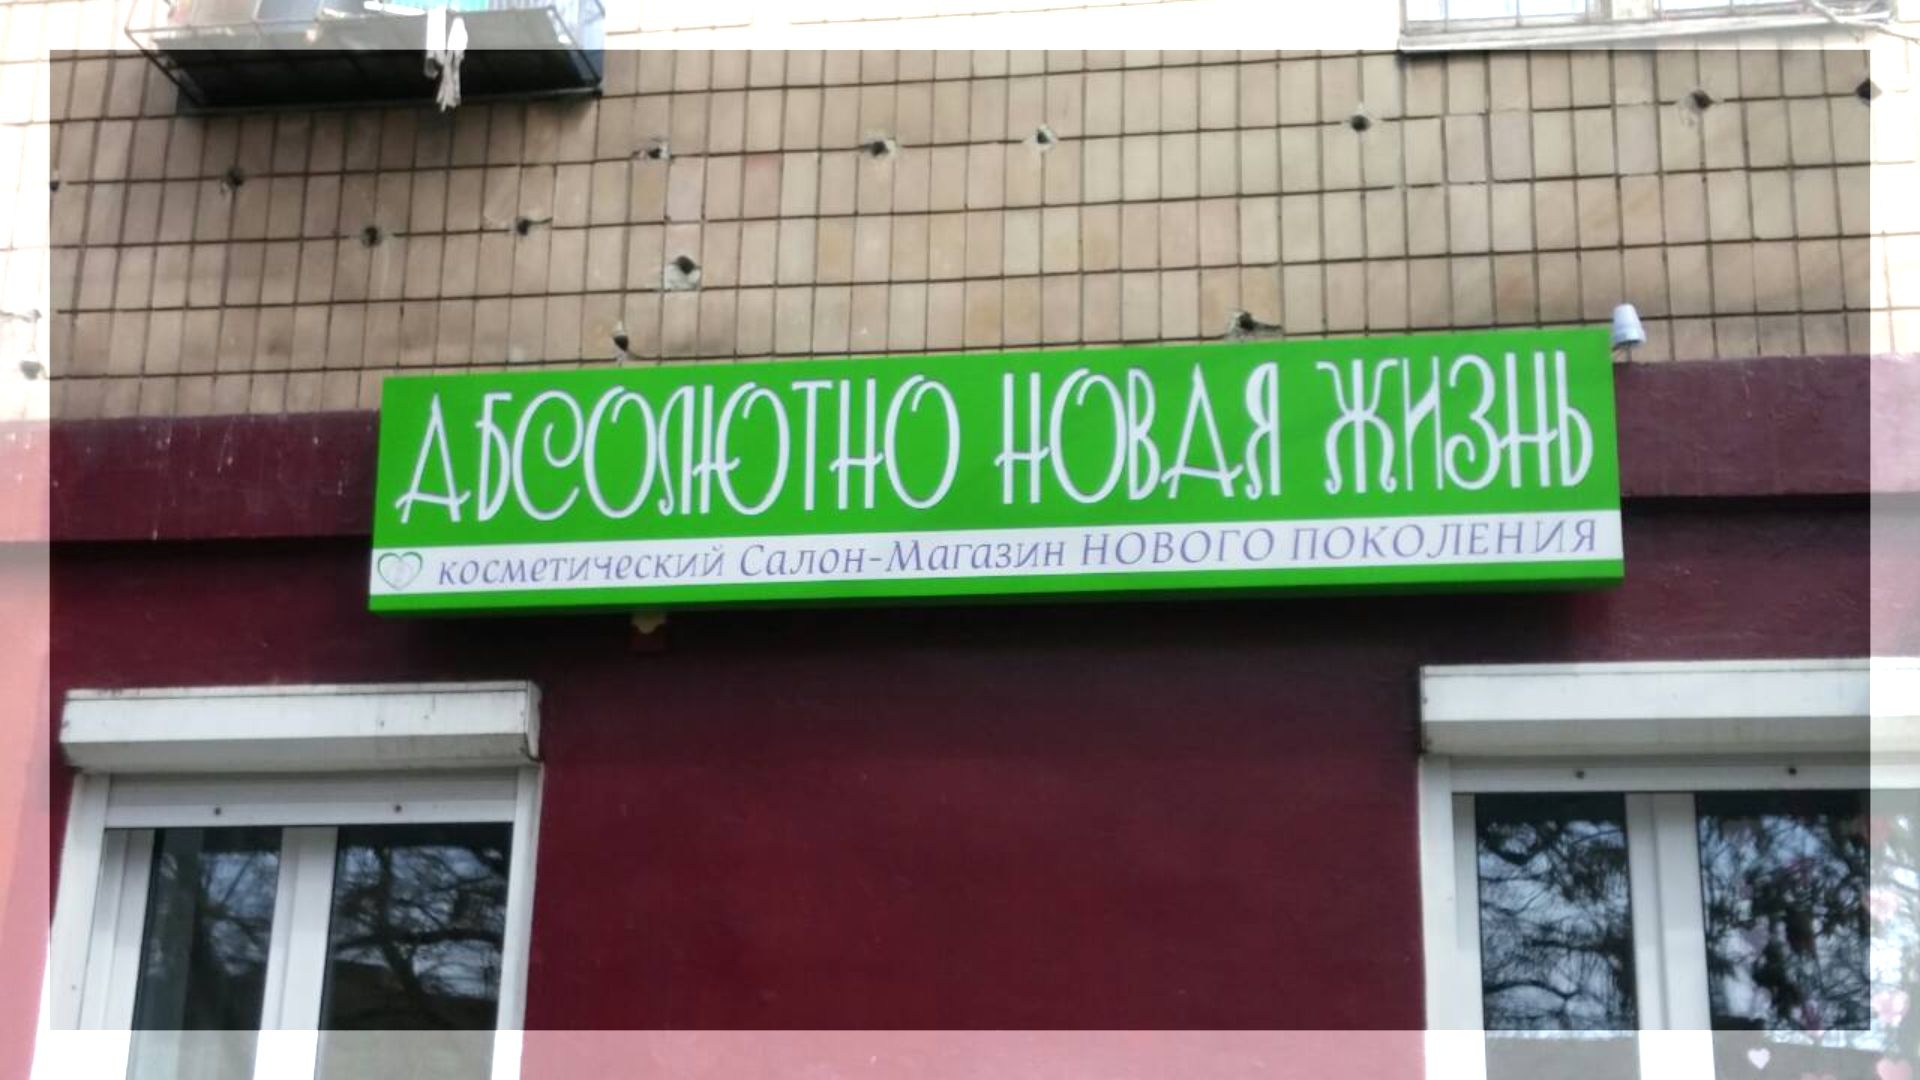 АБСОЛЮТНО НОВАЯ ЖИЗНЬ
косметический Салон-Магазин НОВОГО ПОКОЛЕНИЯ